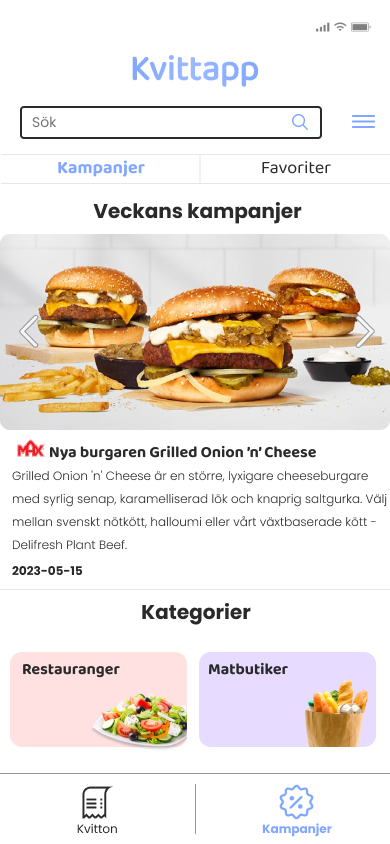 Kvittapp
Sök
Kampanjer
Favoriter
Veckans kampanjer
MAX Nya burgaren Grilled Onion ’n’ Cheese
Grilled Onion 'n' Cheese är en större, lyxigare cheeseburgare
med syrlig senap, karamelliserad lök och knaprig saltgurka. Välj
mellan svenskt nötkött, halloumi eller vårt växtbaserade kött -
Delifresh Plant Beef.
2023-05-15
Kategorier
Restauranger
Matbutiker
Kvitton
Kampanjer